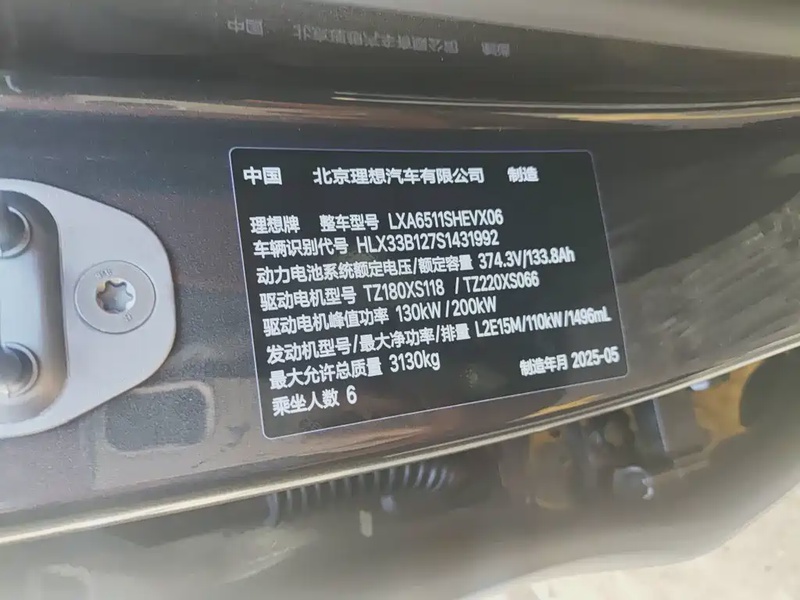 中国 北京理想汽车有限公司 制造
理想牌 整车型号 LXA6511SHEVX06
车辆识别代号 HLX33B127S1431992
动力电池系统额定电压/额定容量 374.3V/133.8Ah
驱动电机型号 TZ180XS118 / TZ220XS066
驱动电机峰值功率 130kW/200kW
发动机型号/最大净功率/排量 L2E15M/110kW/1496mL
最大允许总质量 3130kg 制造年月 2025-05
乘坐人数 6